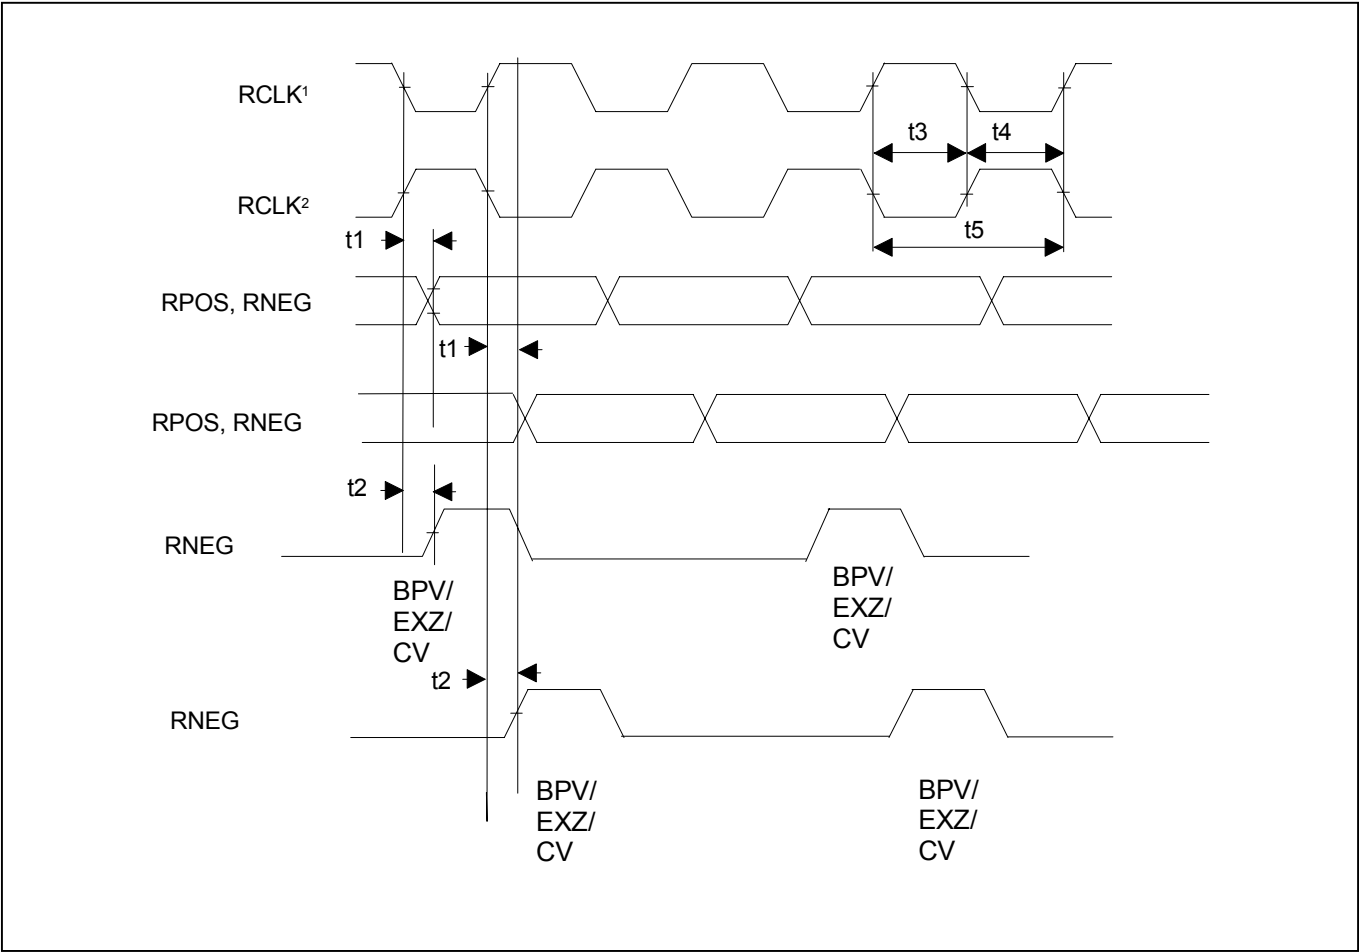 RCLK¹
t3
t4
RCLK²
t1
t5
RPOS, RNEG
t1
RPOS, RNEG
t2
RNEG
BPV/
EXZ/
CV
BPV/
EXZ/
CV
t2
RNEG
BPV/
EXZ/
CV
BPV/
EXZ/
CV